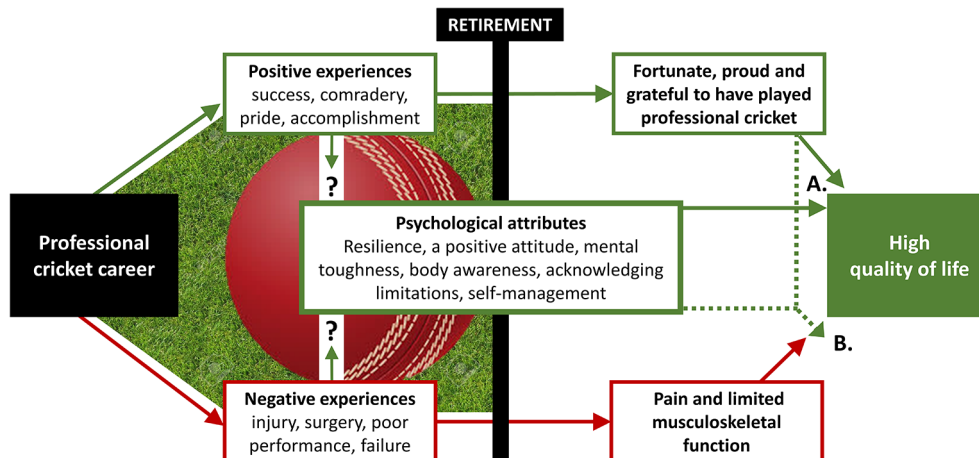 RETIREMENT
Positive experiences
success, comradery,
pride, accomplishment
Fortunate, proud and
grateful to have played
professional cricket
?
A.
Professional
cricket career
Psychological attributes
Resilience, a positive attitude, mental
toughness, body awareness, acknowledging
limitations, self-management
High
quality of life
?
B.
Negative experiences
injury, surgery, poor
performance, failure
Pain and limited
musculoskeletal
function